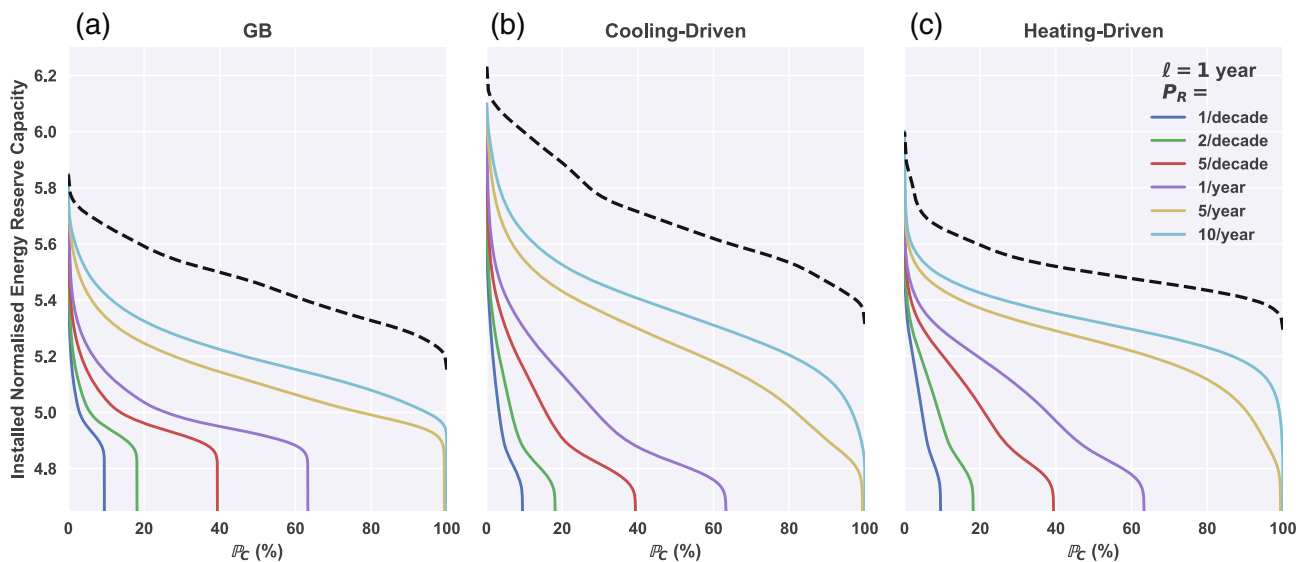 (a)
GB
(b)
Cooling-Driven
(c)
Heating-Driven
Installed Normalised Energy Reserve Capacity
6.2
6.0
5.8
5.6
5.4
5.2
5.0
4.8
ℓ = 1 year
P_R =
1/decade
2/decade
5/decade
1/year
5/year
10/year
0 20 40 60 80 100
0 20 40 60 80 100
0 20 40 60 80 100
ℙ_C (%)
ℙ_C (%)
ℙ_C (%)